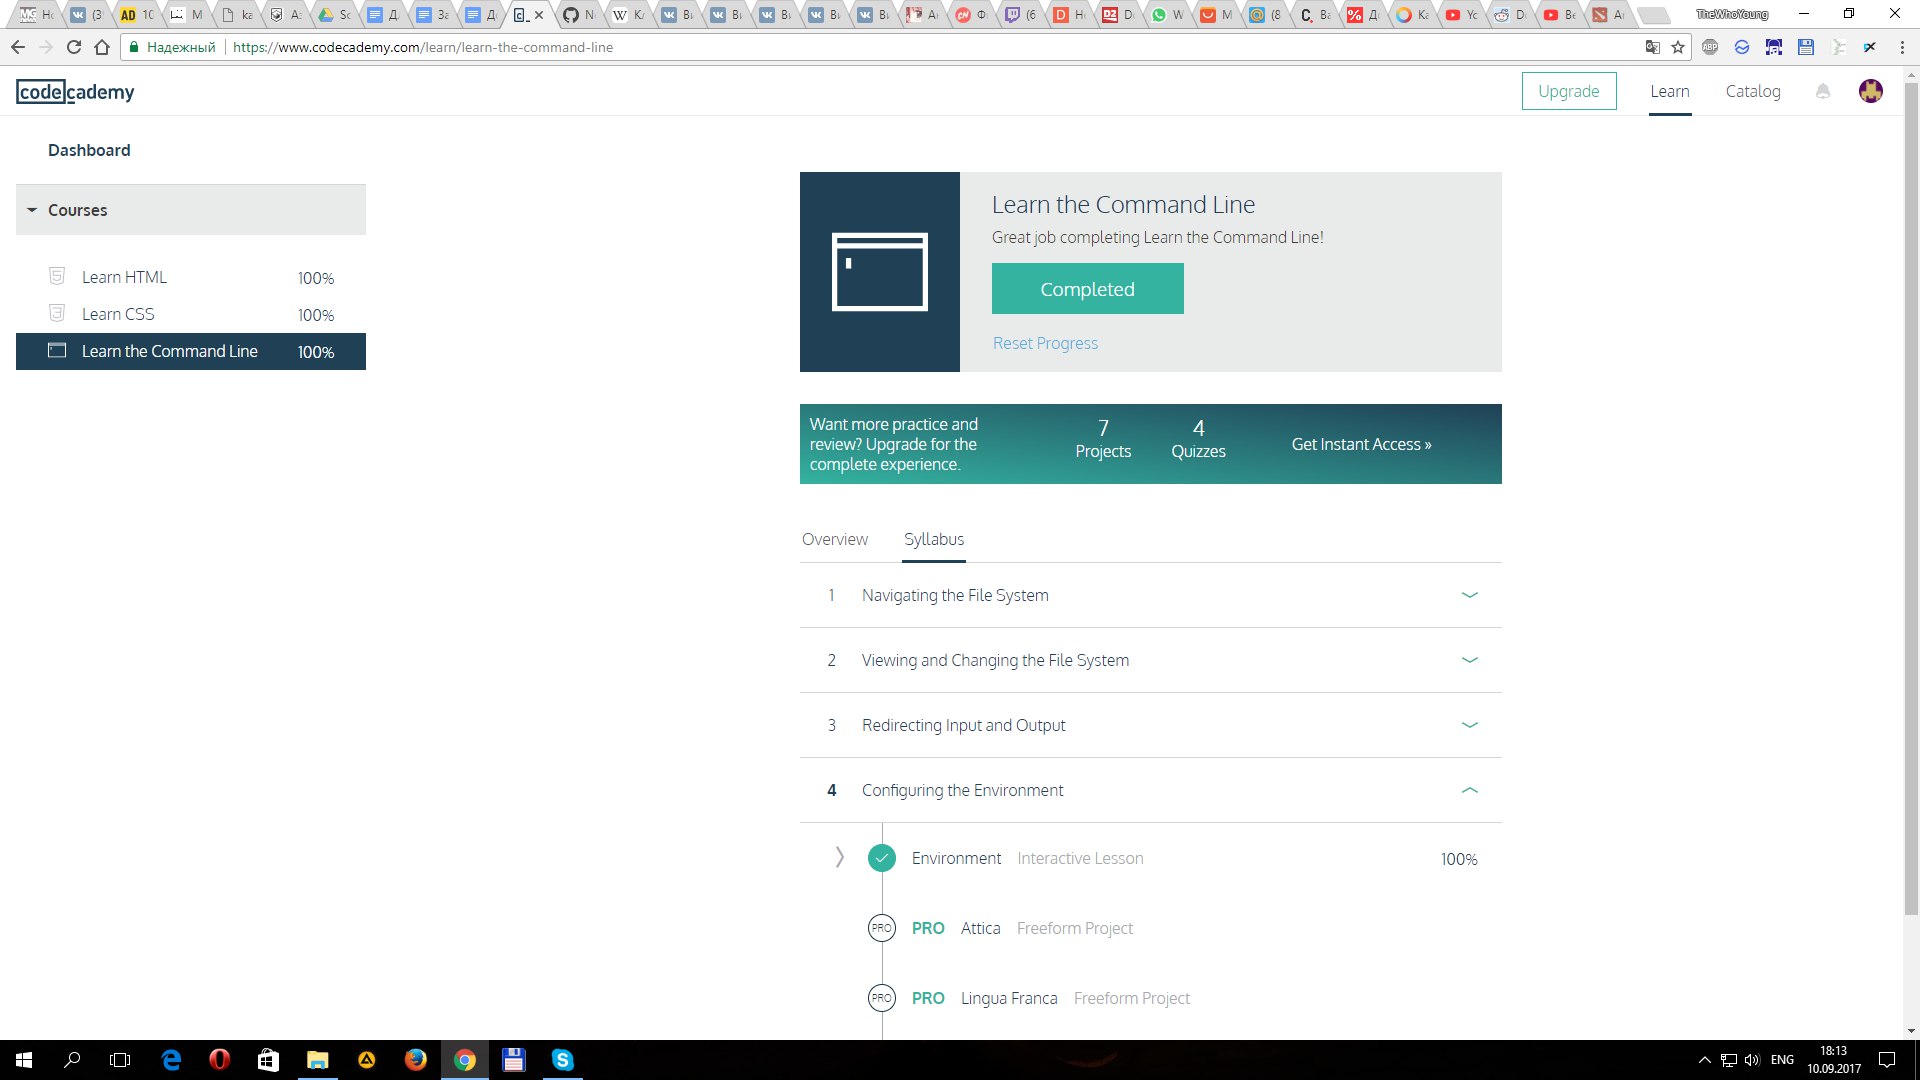 TheWhoYoung
Надежный https://www.codecademy.com/learn/learn-the-command-line
ABP
codecademy
Upgrade
Learn
Catalog
Dashboard
Courses
Learn HTML 100%
Learn CSS 100%
Learn the Command Line 100%
Learn the Command Line
Great job completing Learn the Command Line!
Completed
Reset Progress
Want more practice and
review? Upgrade for the
complete experience.
7
Projects
4
Quizzes
Get Instant Access »
Overview
Syllabus
1 Navigating the File System
2 Viewing and Changing the File System
3 Redirecting Input and Output
4 Configuring the Environment
Environment Interactive Lesson 100%
PRO PRO Attica Freeform Project
PRO PRO Lingua Franca Freeform Project
ENG
18:13
10.09.2017